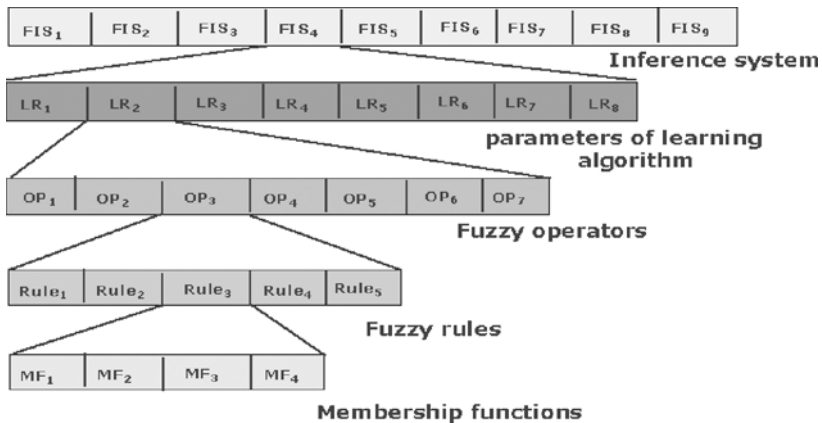 FIS₁ FIS₂ FIS₃ FIS₄ FIS₅ FIS₆ FIS₇ FIS₈ FIS₉
Inference system
LR₁ LR₂ LR₃ LR₄ LR₅ LR₆ LR₇ LR₈
parameters of learning
algorithm
OP₁ OP₂ OP₃ OP₄ OP₅ OP₆ OP₇
Fuzzy operators
Rule₁ Rule₂ Rule₃ Rule₄ Rule₅
Fuzzy rules
MF₁ MF₂ MF₃ MF₄
Membership functions